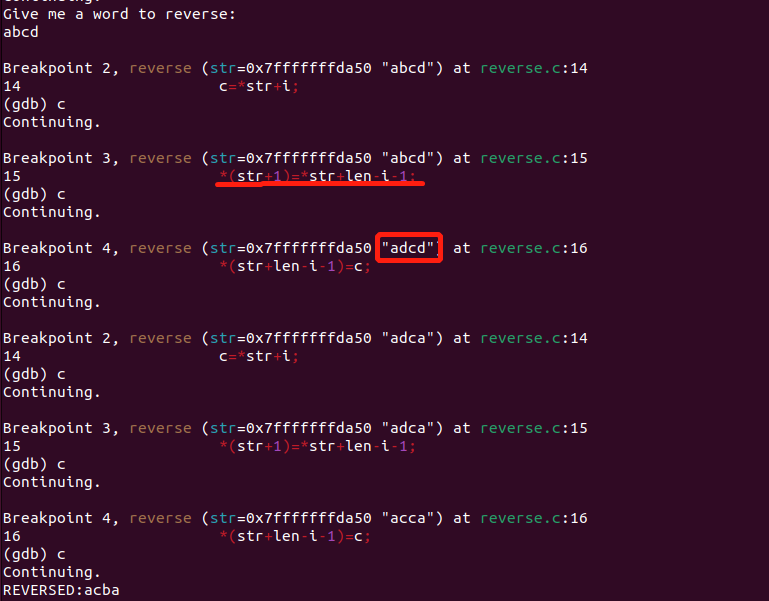 Give me a word to reverse:
abcd
Breakpoint 2, reverse (str=0x7fffffffda50 "abcd") at reverse.c:14
14 c=*str+i;
(gdb) c
Continuing.
Breakpoint 3, reverse (str=0x7fffffffda50 "abcd") at reverse.c:15
15 *(str+1)=*str+len-i-1;
(gdb) c
Continuing.
Breakpoint 4, reverse (str=0x7fffffffda50 "adcd") at reverse.c:16
16 *(str+len-i-1)=c;
(gdb) c
Continuing.
Breakpoint 2, reverse (str=0x7fffffffda50 "adca") at reverse.c:14
14 c=*str+i;
(gdb) c
Continuing.
Breakpoint 3, reverse (str=0x7fffffffda50 "adca") at reverse.c:15
15 *(str+1)=*str+len-i-1;
(gdb) c
Continuing.
Breakpoint 4, reverse (str=0x7fffffffda50 "acca") at reverse.c:16
16 *(str+len-i-1)=c;
(gdb) c
Continuing.
REVERSED:acba